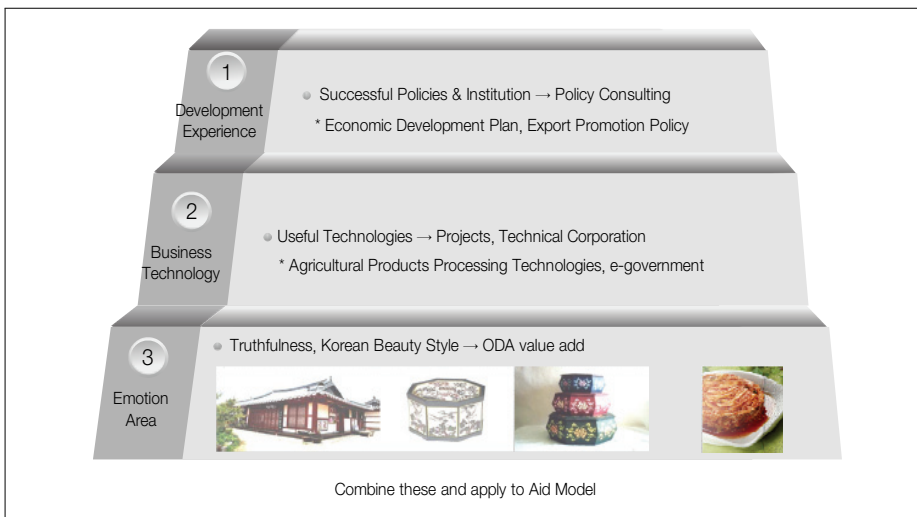 1
Development
Experience
● Successful Policies & Institution → Policy Consulting
* Economic Development Plan, Export Promotion Policy
2
Business
Technology
● Useful Technologies → Projects, Technical Corporation
* Agricultural Products Processing Technologies, e-government
3
Emotion
Area
● Truthfulness, Korean Beauty Style → ODA value add
Combine these and apply to Aid Model